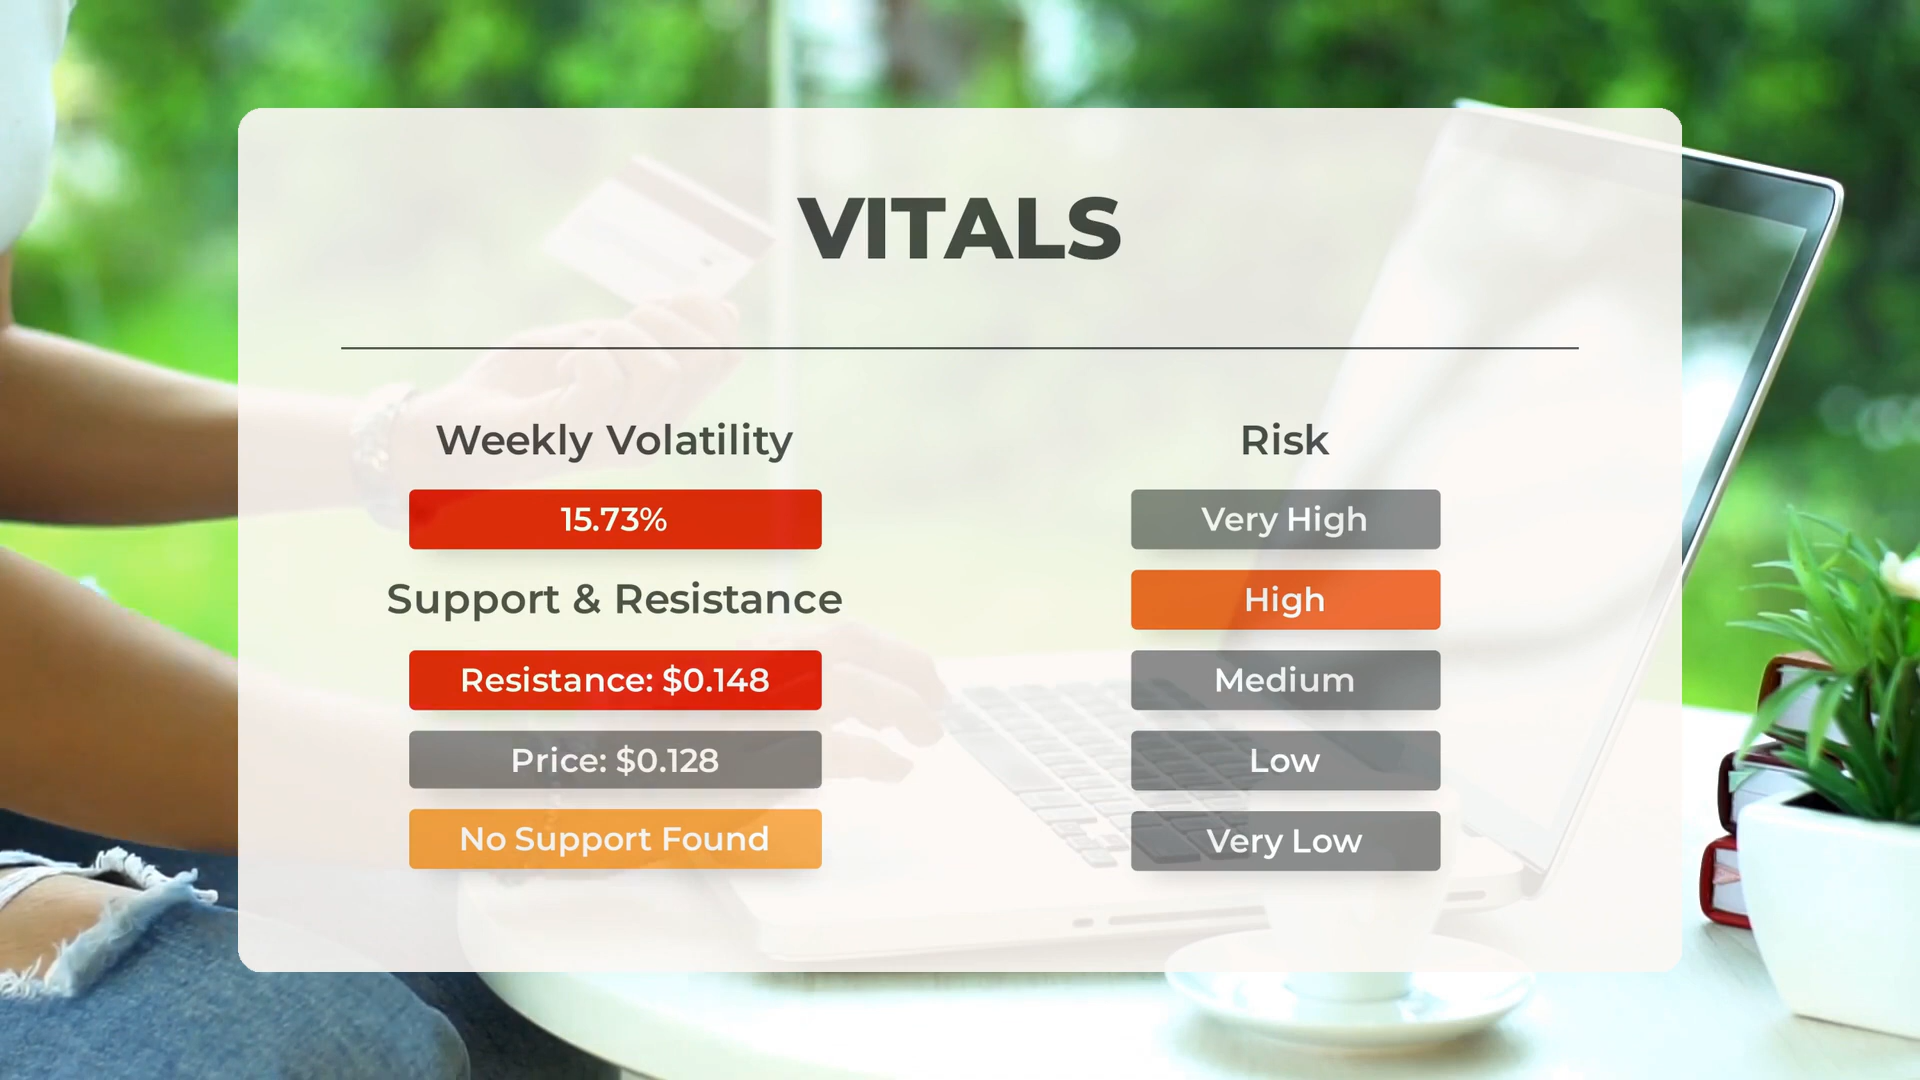 VITALS
Weekly Volatility
15.73%
Support & Resistance
Resistance: $0.148
Price: $0.128
No Support Found
Risk
Very High
High
Medium
Low
Very Low